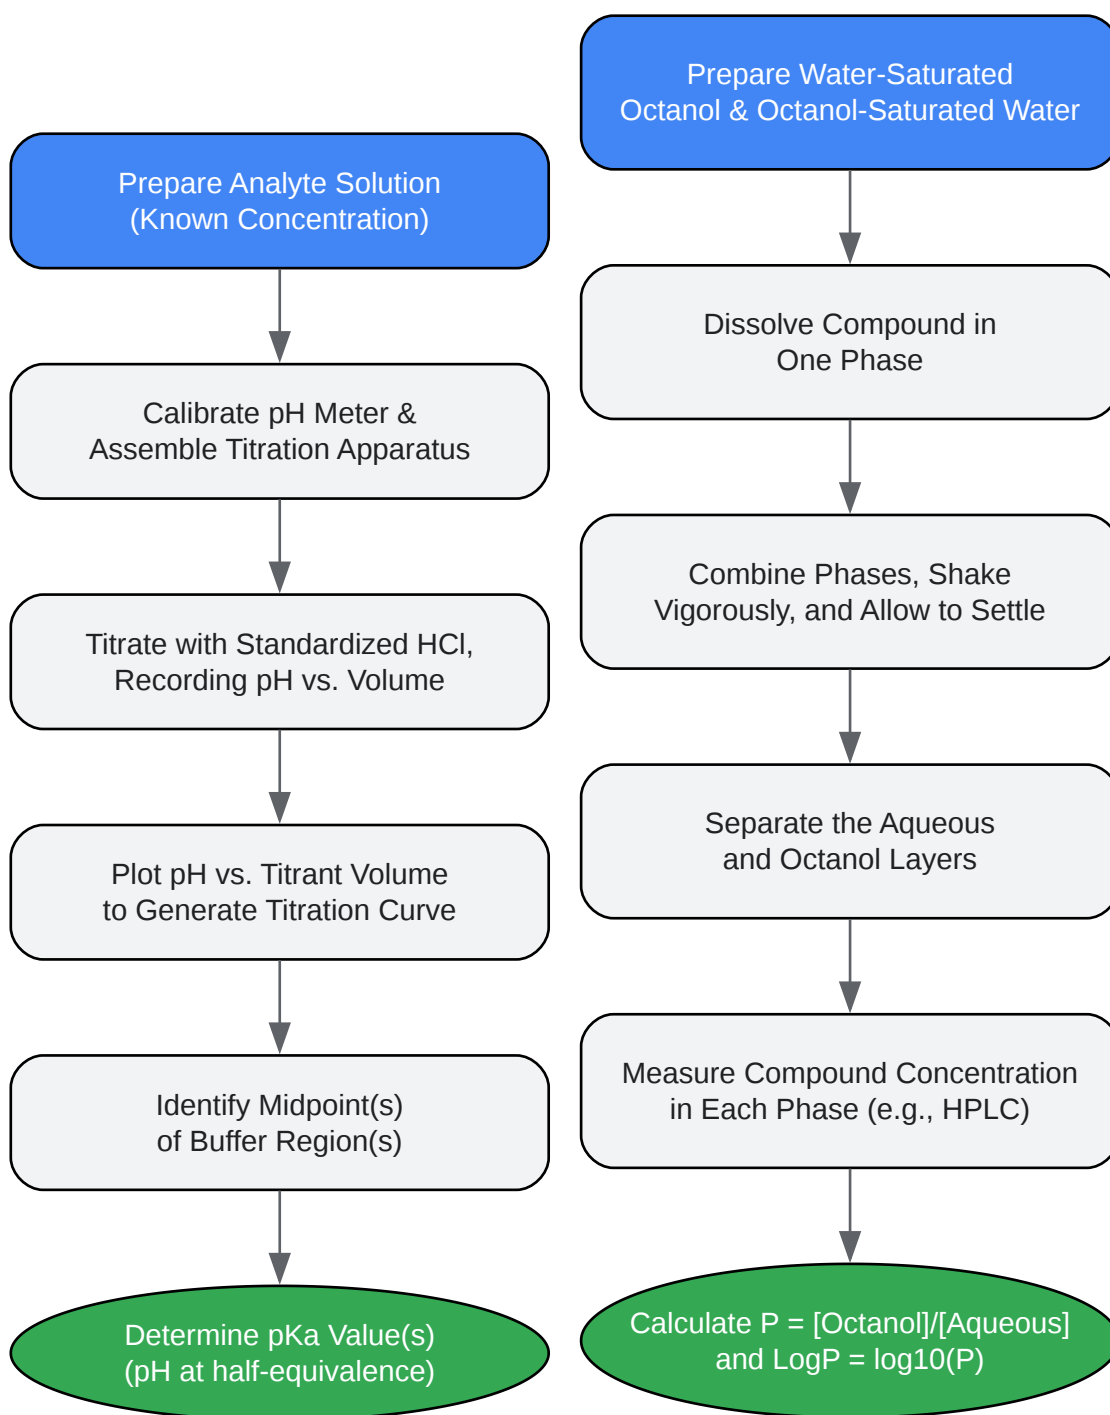 Prepare Analyte Solution
(Known Concentration)
Calibrate pH Meter &
Assemble Titration Apparatus
Titrate with Standardized HCl,
Recording pH vs. Volume
Plot pH vs. Titrant Volume
to Generate Titration Curve
Identify Midpoint(s)
of Buffer Region(s)
Determine pKa Value(s)
(pH at half-equivalence)
Prepare Water-Saturated
Octanol & Octanol-Saturated Water
Dissolve Compound in
One Phase
Combine Phases, Shake
Vigorously, and Allow to Settle
Separate the Aqueous
and Octanol Layers
Measure Compound Concentration
in Each Phase (e.g., HPLC)
Calculate P = [Octanol]/[Aqueous]
and LogP = log10(P)